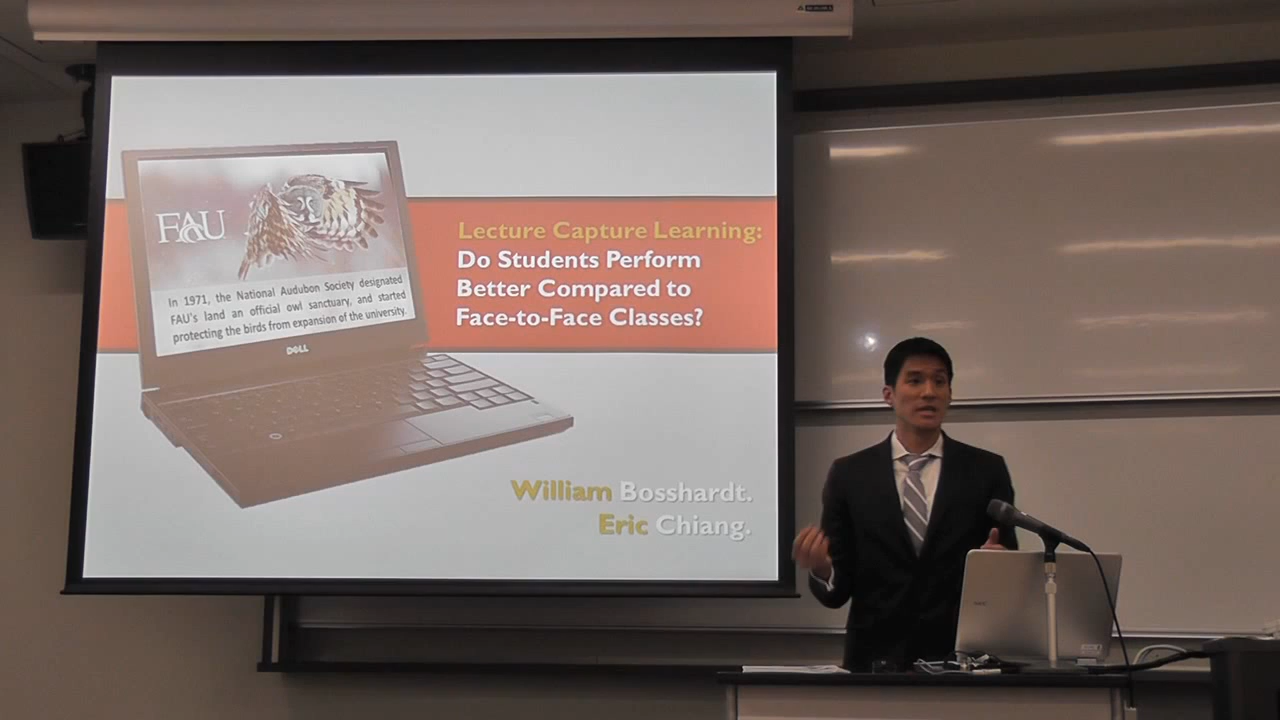 FAU
In 1971, the National Audubon Society designated
FAU's land an official owl sanctuary, and started
protecting the birds from expansion of the university.
DELL
Lecture Capture Learning:
Do Students Perform
Better Compared to
Face-to-Face Classes?
William Bosshardt.
Eric Chiang.
NEC